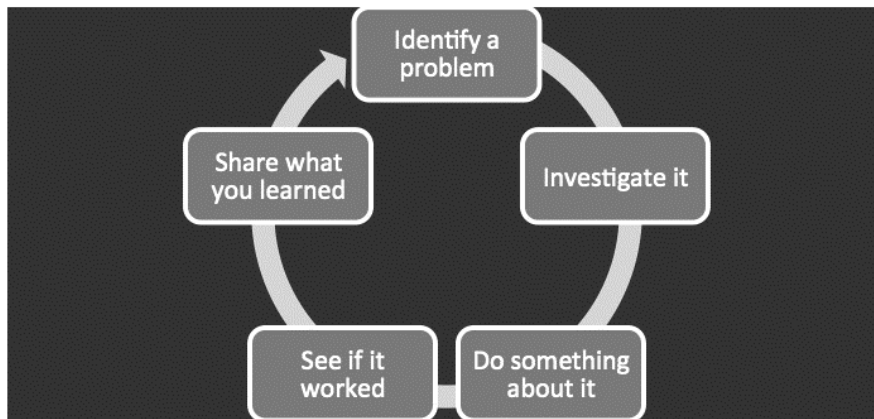 Identify a
problem
Investigate it
Do something
about it
See if it
worked
Share what
you learned